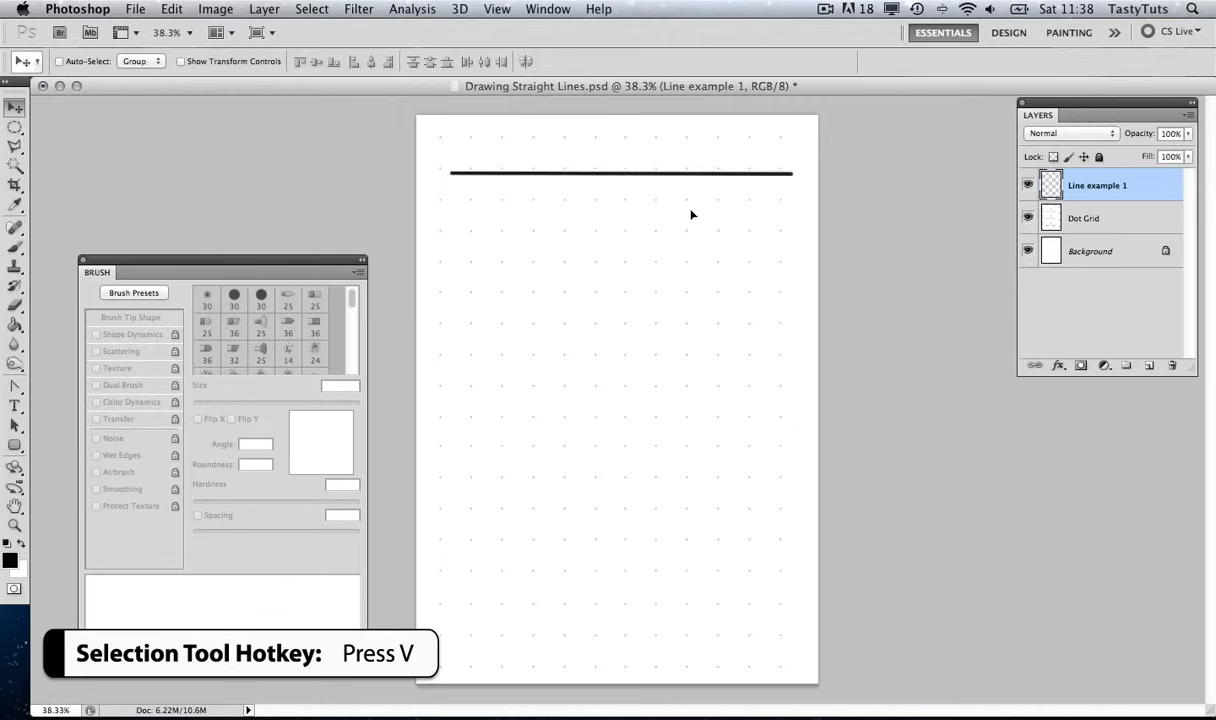 Photoshop File Edit Image Layer Select Filter Analysis 3D View Window Help 18 Sat 11:38 TastyTuts
Ps Br Mb 38.3% ESSENTIALS DESIGN PAINTING CS Live
Auto-Select: Group Show Transform Controls
Drawing Straight Lines.psd @ 38.3% (Line example 1, RGB/8) *
LAYERS
Normal Opacity: 100%
Lock: Fill: 100%
Line example 1
Dot Grid
Background
BRUSH
Brush Presets
Brush Tip Shape
Shape Dynamics
Scattering
Texture
Dual Brush
Color Dynamics
Transfer
Noise
Wet Edges
Airbrush
Smoothing
Protect Texture
30 30 30 25 25
25 36 25 36 36
36 32 25 14 24
Size
Flip X Flip Y
Angle:
Roundness:
Hardness
Spacing
Selection Tool Hotkey: Press V
38.33% Doc: 6.22M/10.6M